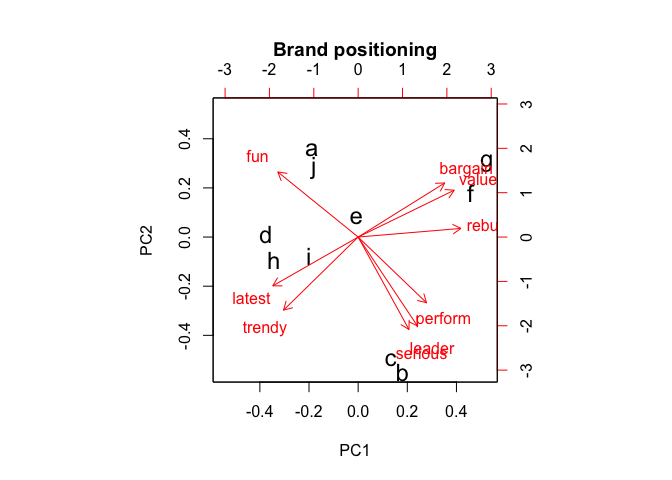 Brand positioning
-3 -2 -1 0 1 2 3
a
j
fun
g
bargain
value
f
e
rebu
d
h
i
latest
trendy
perform
leader
serious
c
b
0.4
0.2
0.0
-0.2
-0.4
PC2
3
2
1
0
-1
-2
-3
-0.4 -0.2 0.0 0.2 0.4
PC1